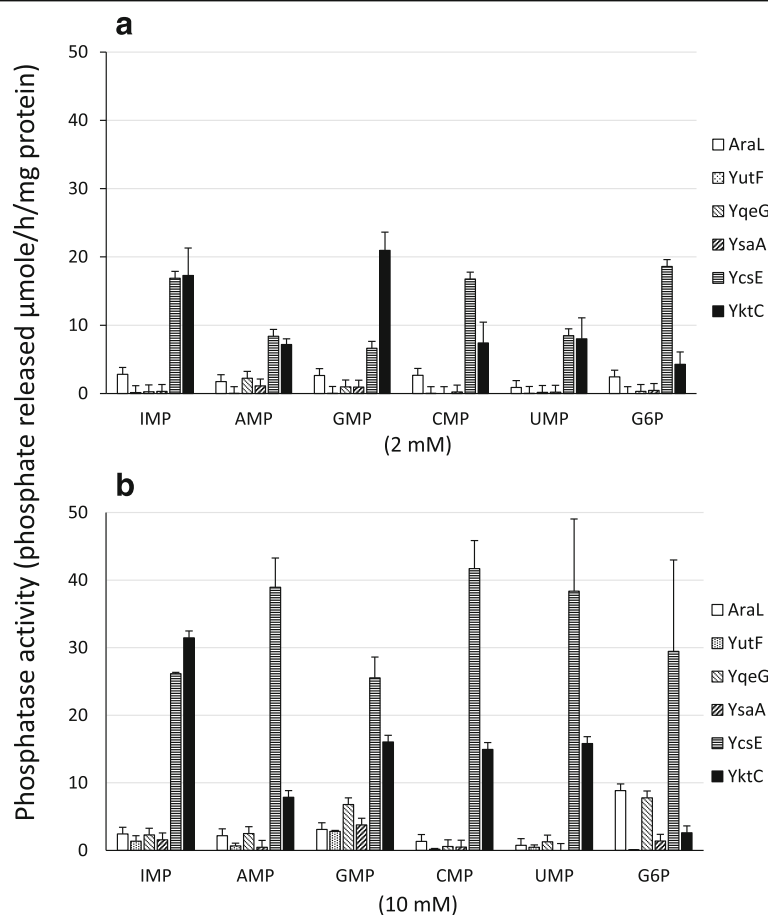 a
Phosphatase activity (phosphate released µmole/h/mg protein)
50
40
30
20
10
0
IMP AMP GMP CMP UMP G6P
(2 mM)
AraL
YutF
YqeG
YsaA
YcsE
YktC
b
50
40
30
20
10
0
IMP AMP GMP CMP UMP G6P
(10 mM)
AraL
YutF
YqeG
YsaA
YcsE
YktC